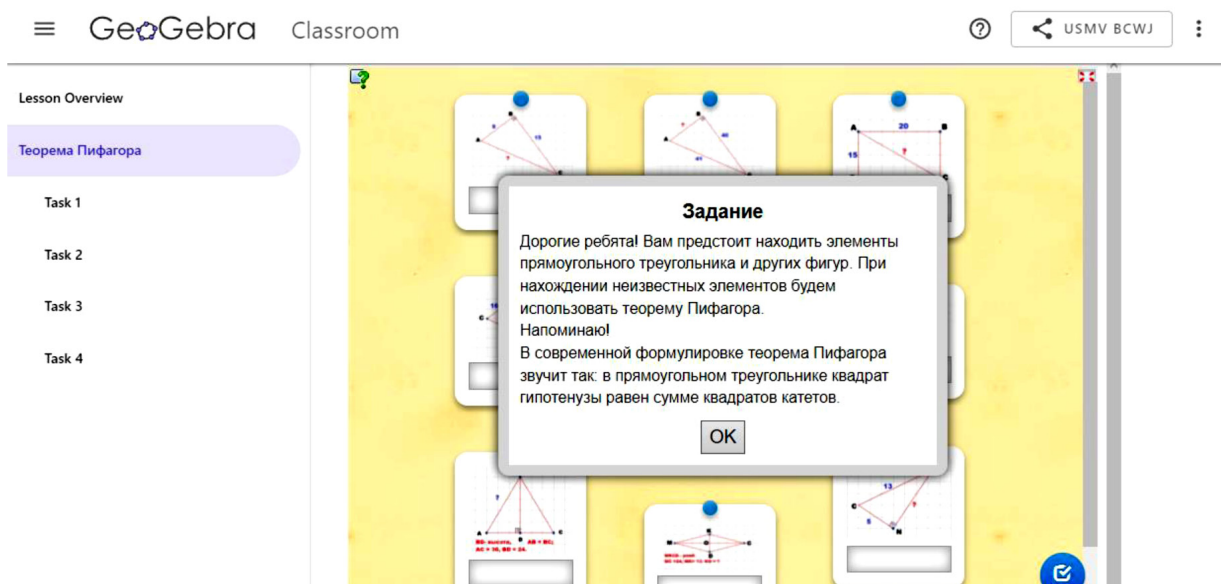 GeoGebra Classroom
USMV BCWJ
Lesson Overview
Теорема Пифагора
Task 1
Task 2
Task 3
Task 4
A
?
A
?
A
20
B
15
?
Задание
Дорогие ребята! Вам предстоит находить элементы
прямоугольного треугольника и других фигур. При
нахождении неизвестных элементов будем
использовать теорему Пифагора.
Напоминаю!
В современной формулировке теорема Пифагора
звучит так: в прямоугольном треугольнике квадрат
гипотенузы равен сумме квадратов катетов.
OK
?
A
D
C
13
?
C
5
N